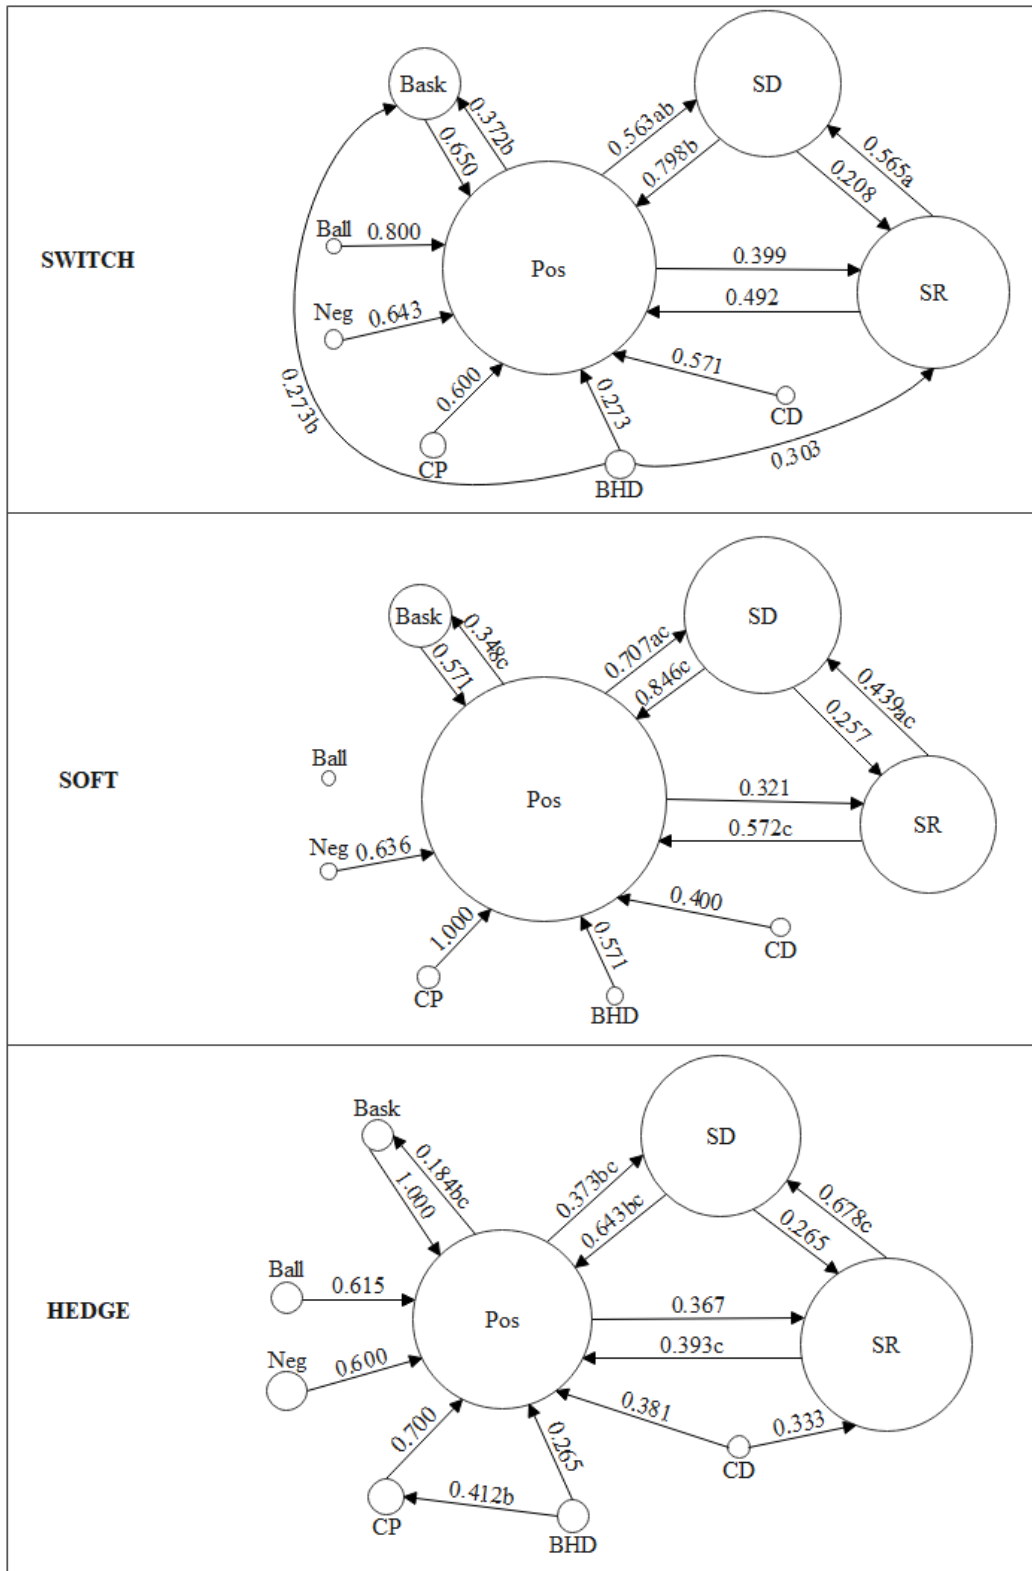 SWITCH
Bask
SD
0.372b
0.650
0.563ab
0.798b
0.565a
0.208
Ball
0.800
Pos
0.399
SR
0.492
Neg
0.643
0.273b
0.600
0.273
0.571
CD
CP
BHD
0.303
SOFT
Bask
SD
0.348c
0.571
0.707ac
0.846c
0.439ac
0.257
Ball
Pos
0.321
SR
0.572c
Neg
0.636
1.000
0.571
0.400
CD
CP
BHD
HEDGE
Bask
SD
0.184bc
1.000
0.373bc
0.643bc
0.678c
0.265
Ball
0.615
Pos
0.367
SR
0.393c
Neg
0.600
0.700
0.265
0.381
0.333
CD
0.412b
CP
BHD